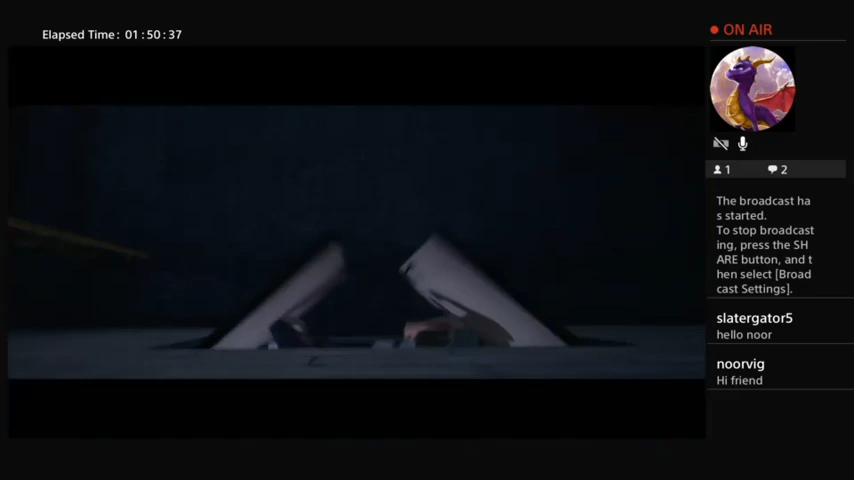 Elapsed Time: 01:50:37
ON AIR
1
2
The broadcast ha
s started.
To stop broadcast
ing, press the SH
ARE button, and t
hen select [Broad
cast Settings].
slatergator5
hello noor
noorvig
Hi friend